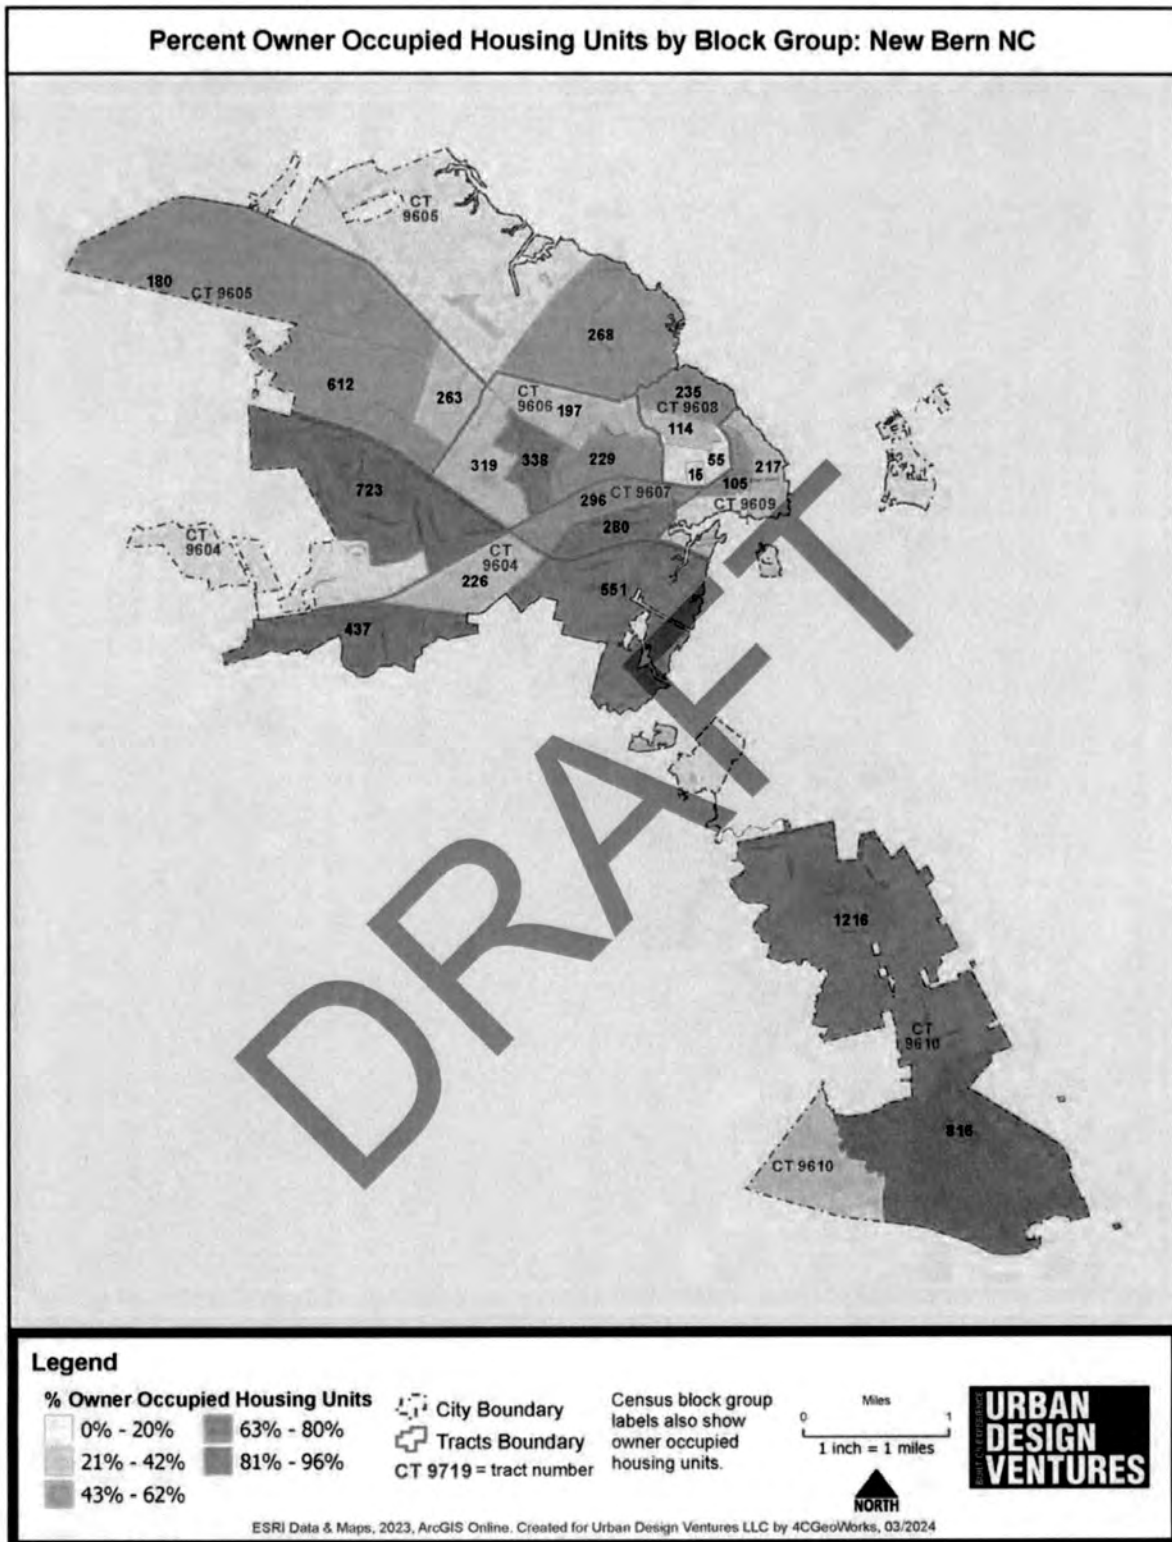 Percent Owner Occupied Housing Units by Block Group: New Bern NC
CT
9605
180
CT 9605
268
612
263
CT
9606
197
235
CT 9608
114
319
338
229
55
15
217
105
CT 9609
723
296
CT 9607
280
CT
9604
CT
9604
226
551
437
DRAFT
1216
CT
9610
816
CT 9610
Legend
% Owner Occupied Housing Units
0% - 20%
21% - 42%
43% - 62%
63% - 80%
81% - 96%
City Boundary
Tracts Boundary
CT 9719 = tract number
Census block group
labels also show
owner occupied
housing units.
Miles
0 1
1 inch = 1 miles
NORTH
BUILT ON EXPERIENCE
URBAN
DESIGN
VENTURES
ESRI Data & Maps, 2023, ArcGIS Online. Created for Urban Design Ventures LLC by 4CGeoWorks, 03/2024